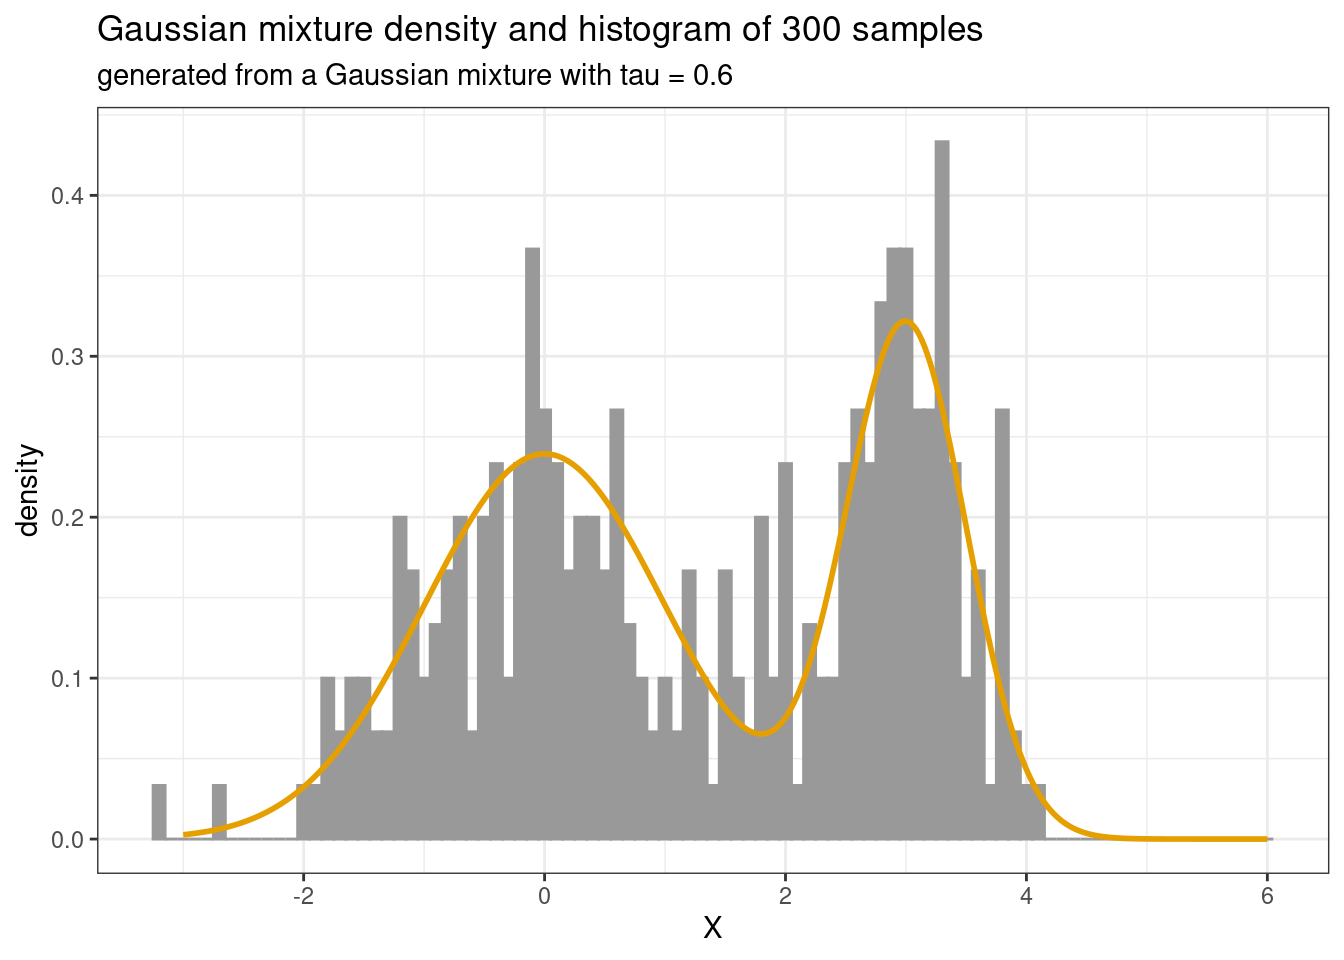 Gaussian mixture density and histogram of 300 samples
generated from a Gaussian mixture with tau = 0.6
density
0.4
0.3
0.2
0.1
0.0
-2 0 2 4 6
X